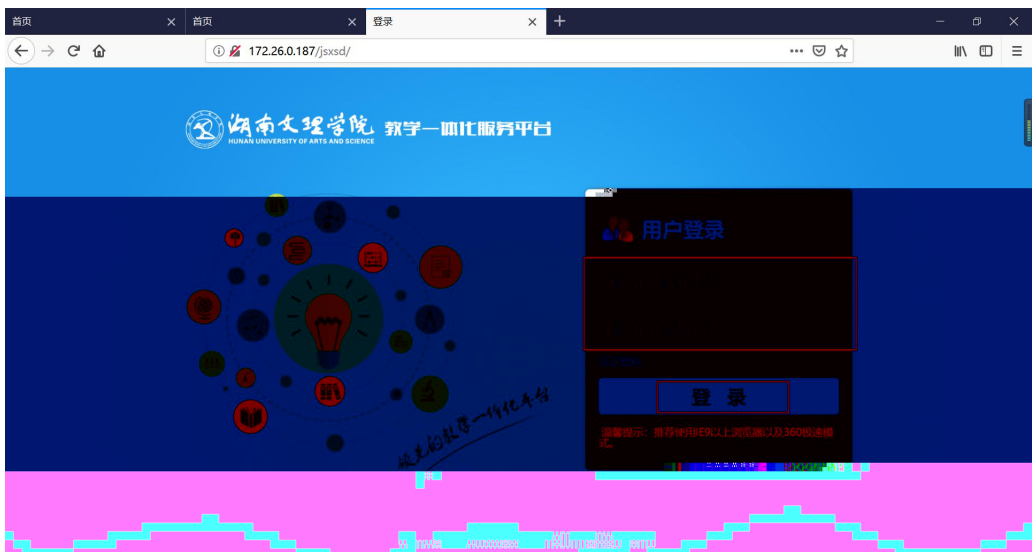 首页
首页
登录
172.26.0.187/jsxsd/
湖南文理学院 教学一体化服务平台
HUNAN UNIVERSITY OF ARTS AND SCIENCE
用户登录
登 录
温馨提示：推荐使用IE9以上浏览器以及360极速模
式。